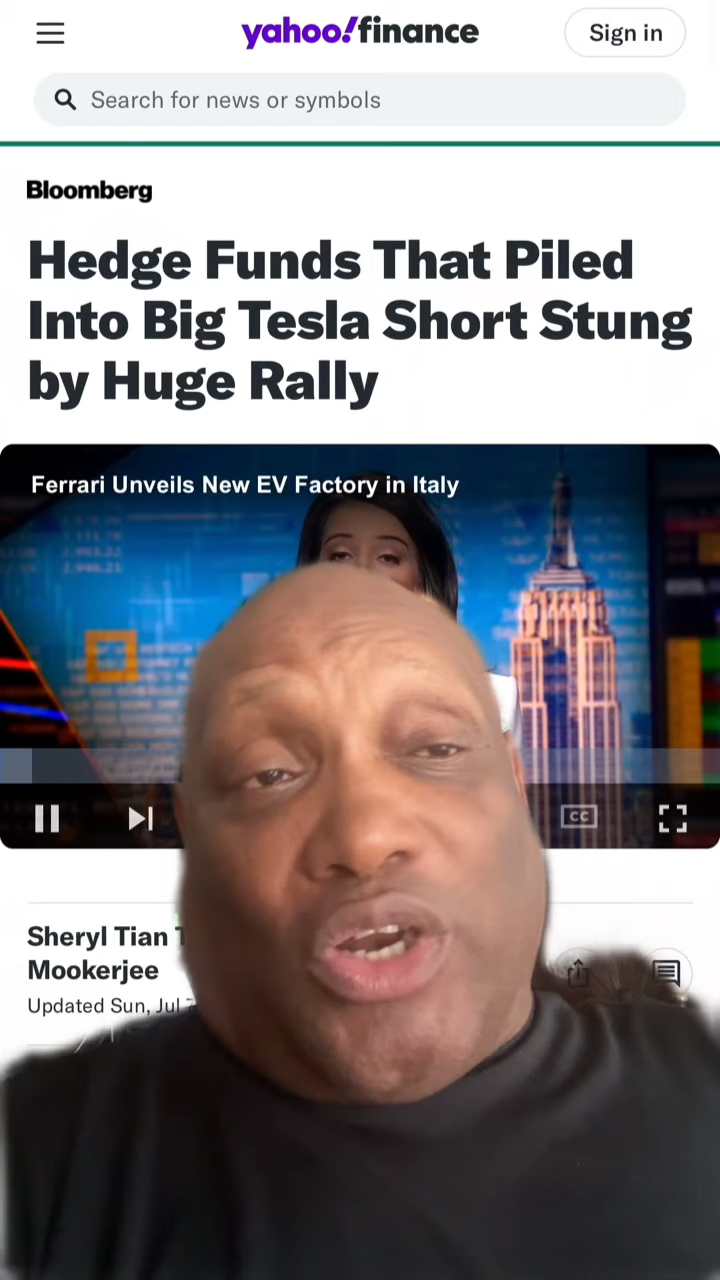 yahoo!finance
Sign in
Search for news or symbols
Bloomberg
Hedge Funds That Piled
Into Big Tesla Short Stung
by Huge Rally
Ferrari Unveils New EV Factory in Italy
CC
Sheryl Tian
Mookerjee
Updated Sun, Jul